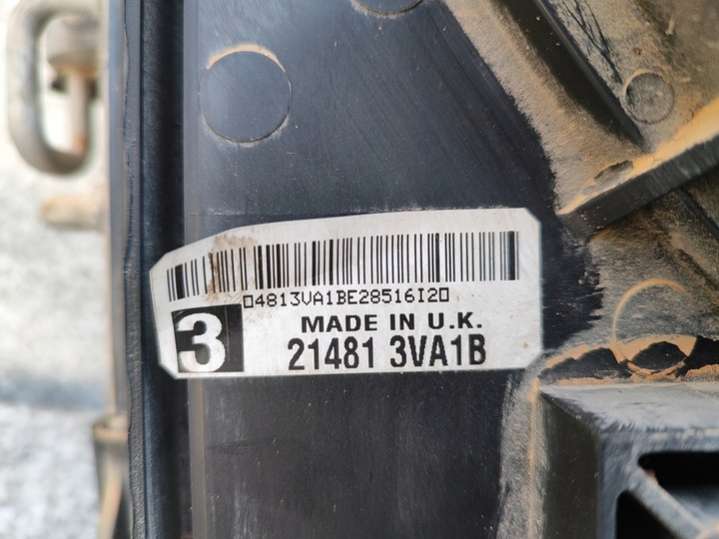 □4813VA1BE28516I2□
3
MADE IN U.K.
21481 3VA1B